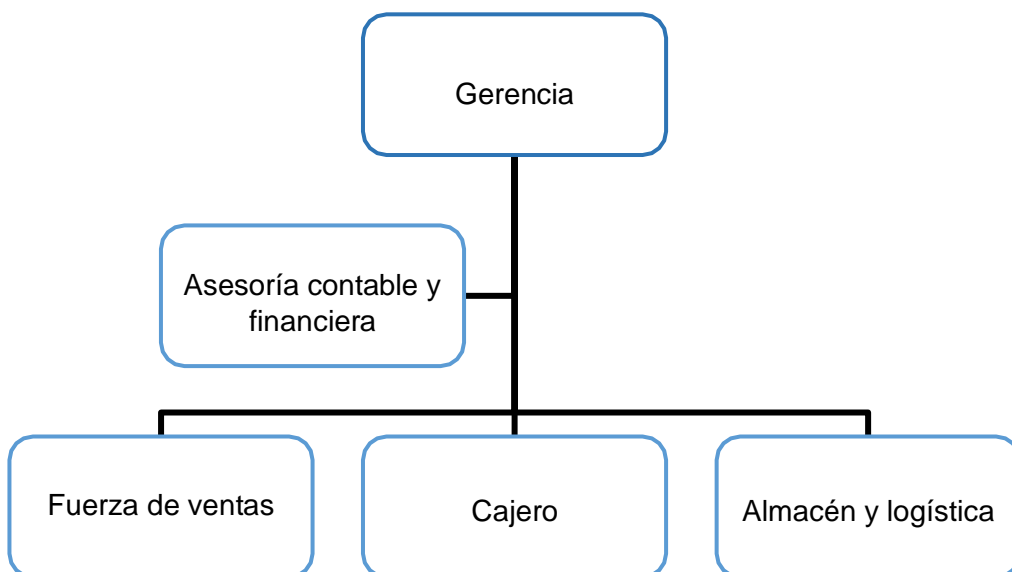 Gerencia
Asesoría contable y
financiera
Fuerza de ventas
Cajero
Almacén y logística